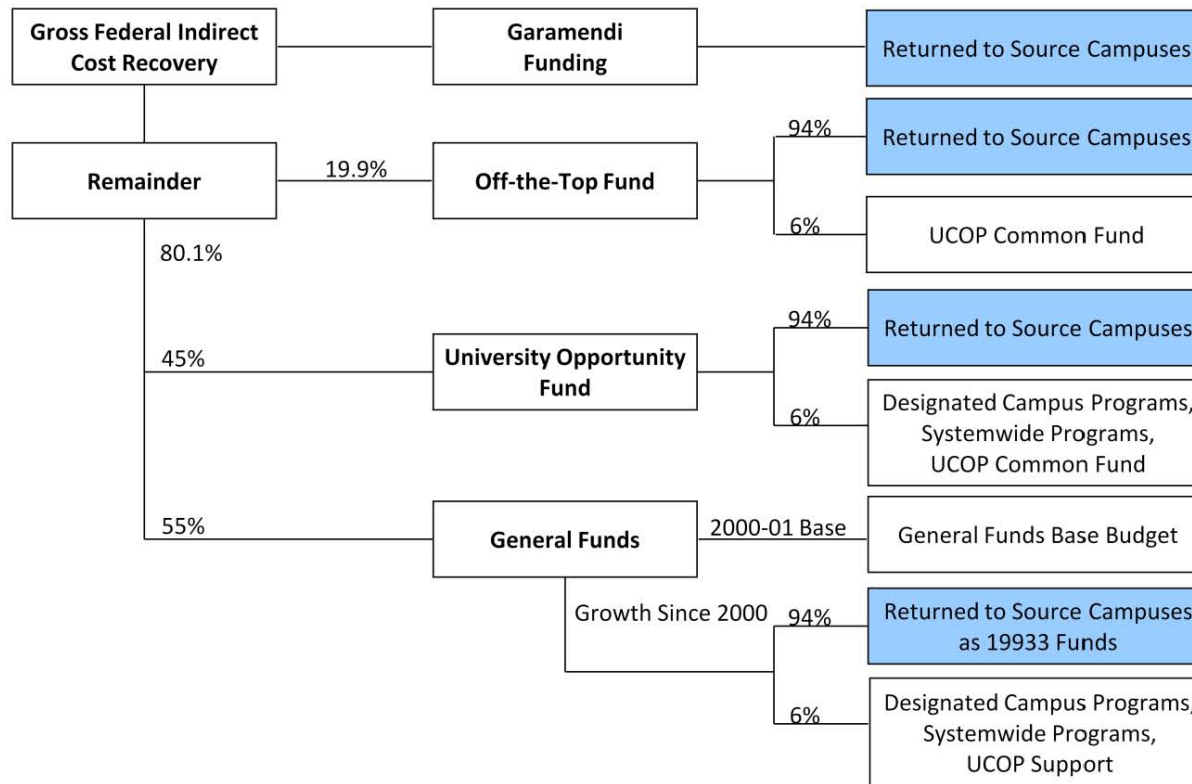 Gross Federal Indirect
Cost Recovery
Garamendi
Funding
Returned to Source Campuses
Remainder
19.9%
Off-the-Top Fund
94%
Returned to Source Campuses
6%
UCOP Common Fund
80.1%
45%
University Opportunity
Fund
94%
Returned to Source Campuses
6%
Designated Campus Programs,
Systemwide Programs,
UCOP Common Fund
55%
General Funds
2000-01 Base
General Funds Base Budget
Growth Since 2000
94%
Returned to Source Campuses
as 19933 Funds
6%
Designated Campus Programs,
Systemwide Programs,
UCOP Support